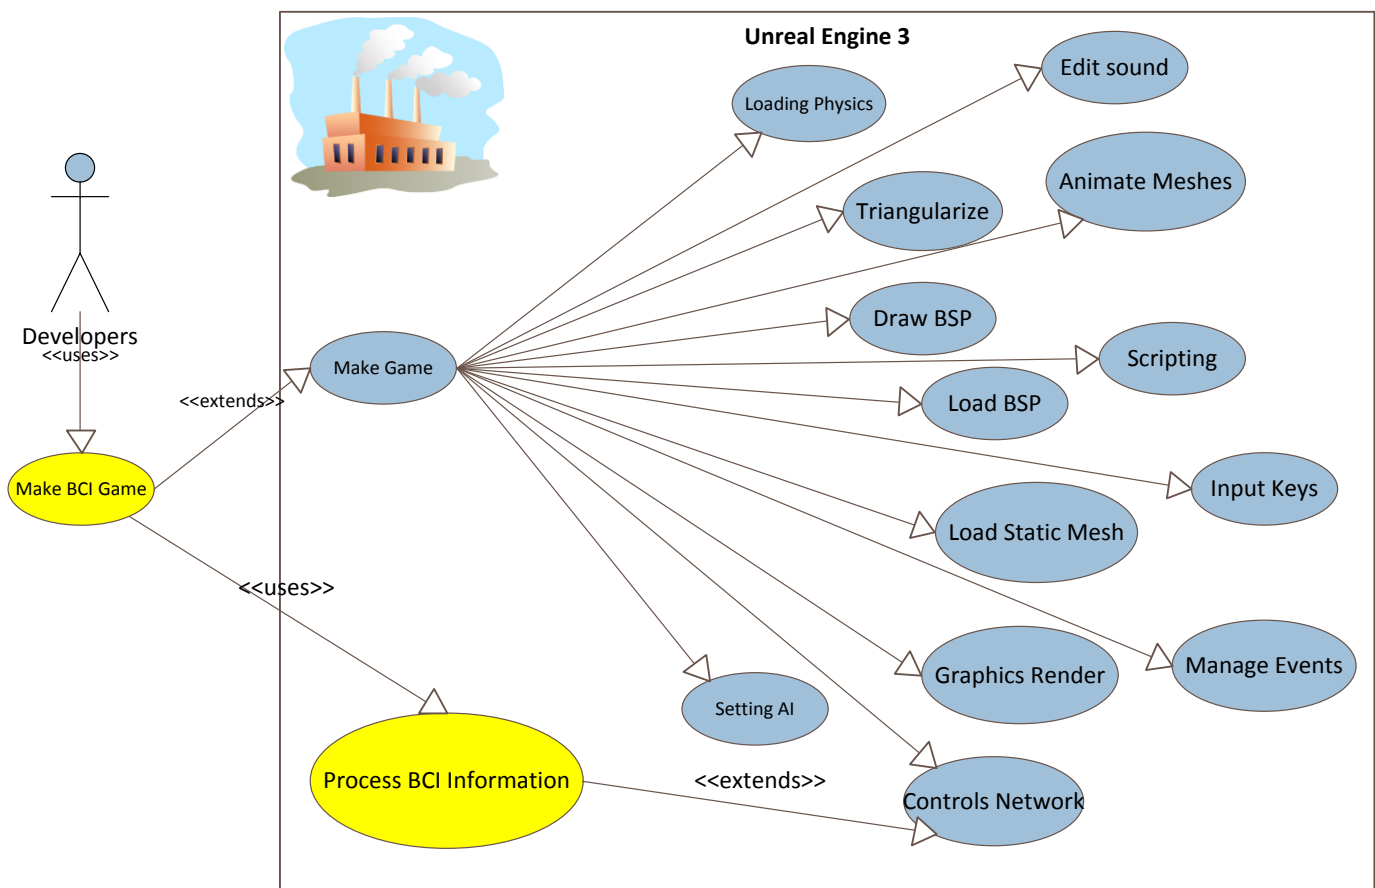 Unreal Engine 3
Edit sound
Loading Physics
Animate Meshes
Triangularize
Draw BSP
Developers
<<uses>>
Scripting
Make Game
<<extends>>
Load BSP
Make BCI Game
Input Keys
Load Static Mesh
<<uses>>
Manage Events
Graphics Render
Setting AI
Process BCI Information
<<extends>>
Controls Network